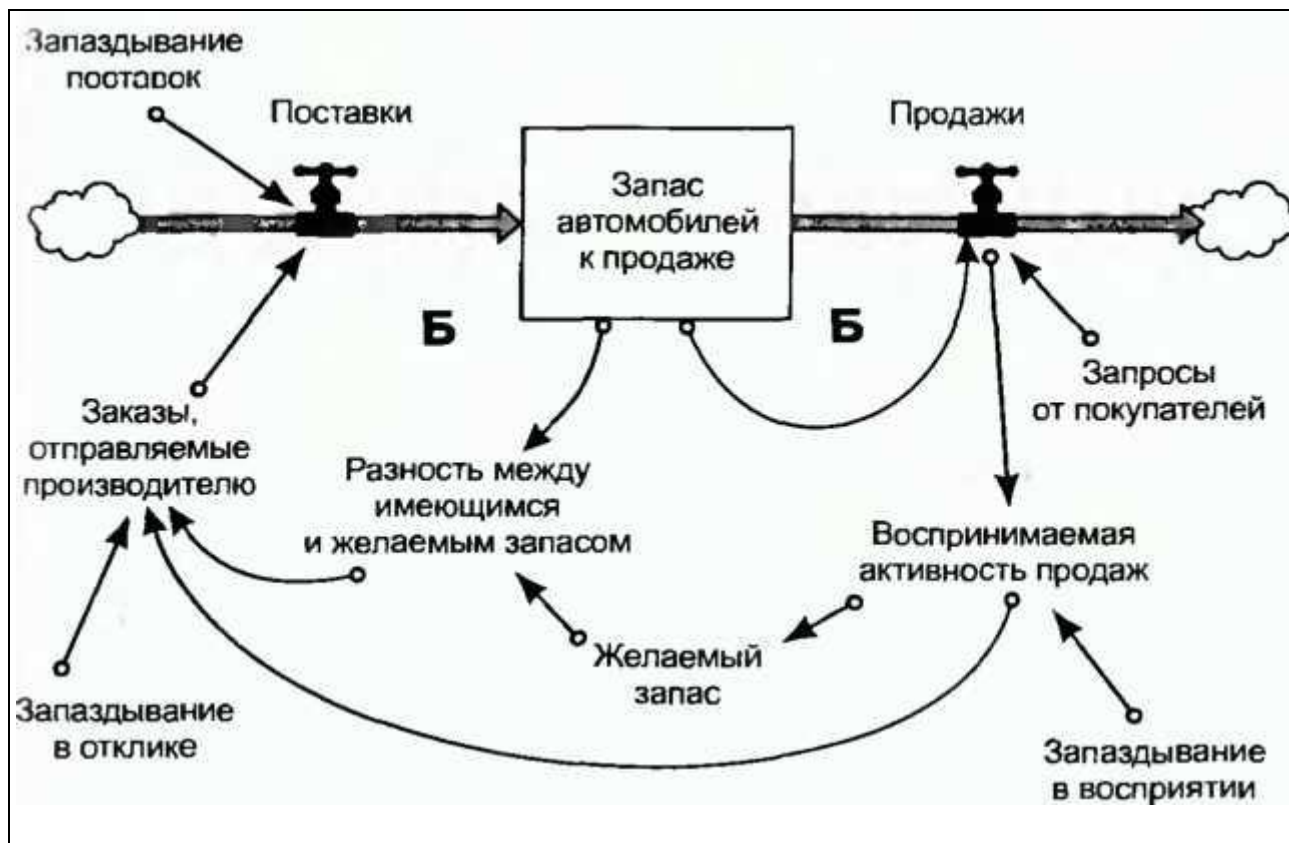 Запаздывание
поставок
Поставки
Продажи
Запас
автомобилей
к продаже
Б
Б
Запросы
от покупателей
Заказы,
отправляемые
производителю
Разность между
имеющимся
и желаемым запасом
Воспринимаемая
активность продаж
Желаемый
запас
Запаздывание
в отклике
Запаздывание
в восприятии